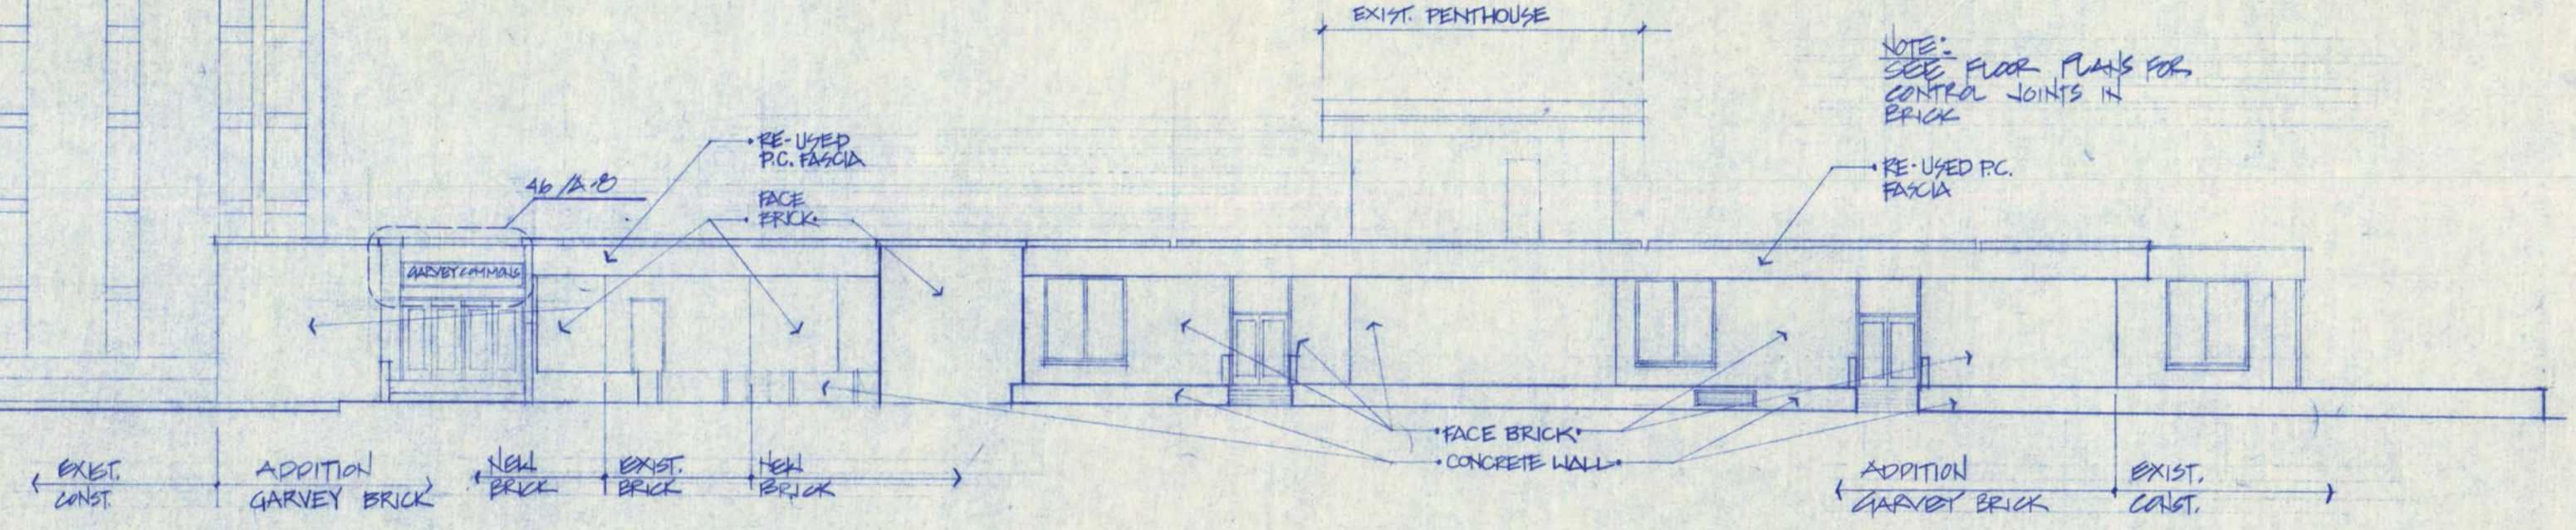 EXIST. PENTHOUSE
NOTE:
SEE FLOOR PLANS FOR
CONTROL JOINTS IN
BRICK
RE-USED
P.C. FASCIA
RE-USED P.C.
FASCIA
46/A-8
FACE
BRICK
GARVEY COMMONS
FACE BRICK
CONCRETE WALL
EXIST.
CONST.
ADDITION
GARVEY BRICK
NEW
BRICK
EXIST.
BRICK
NEW
BRICK
ADDITION
GARVEY BRICK
EXIST.
CONST.